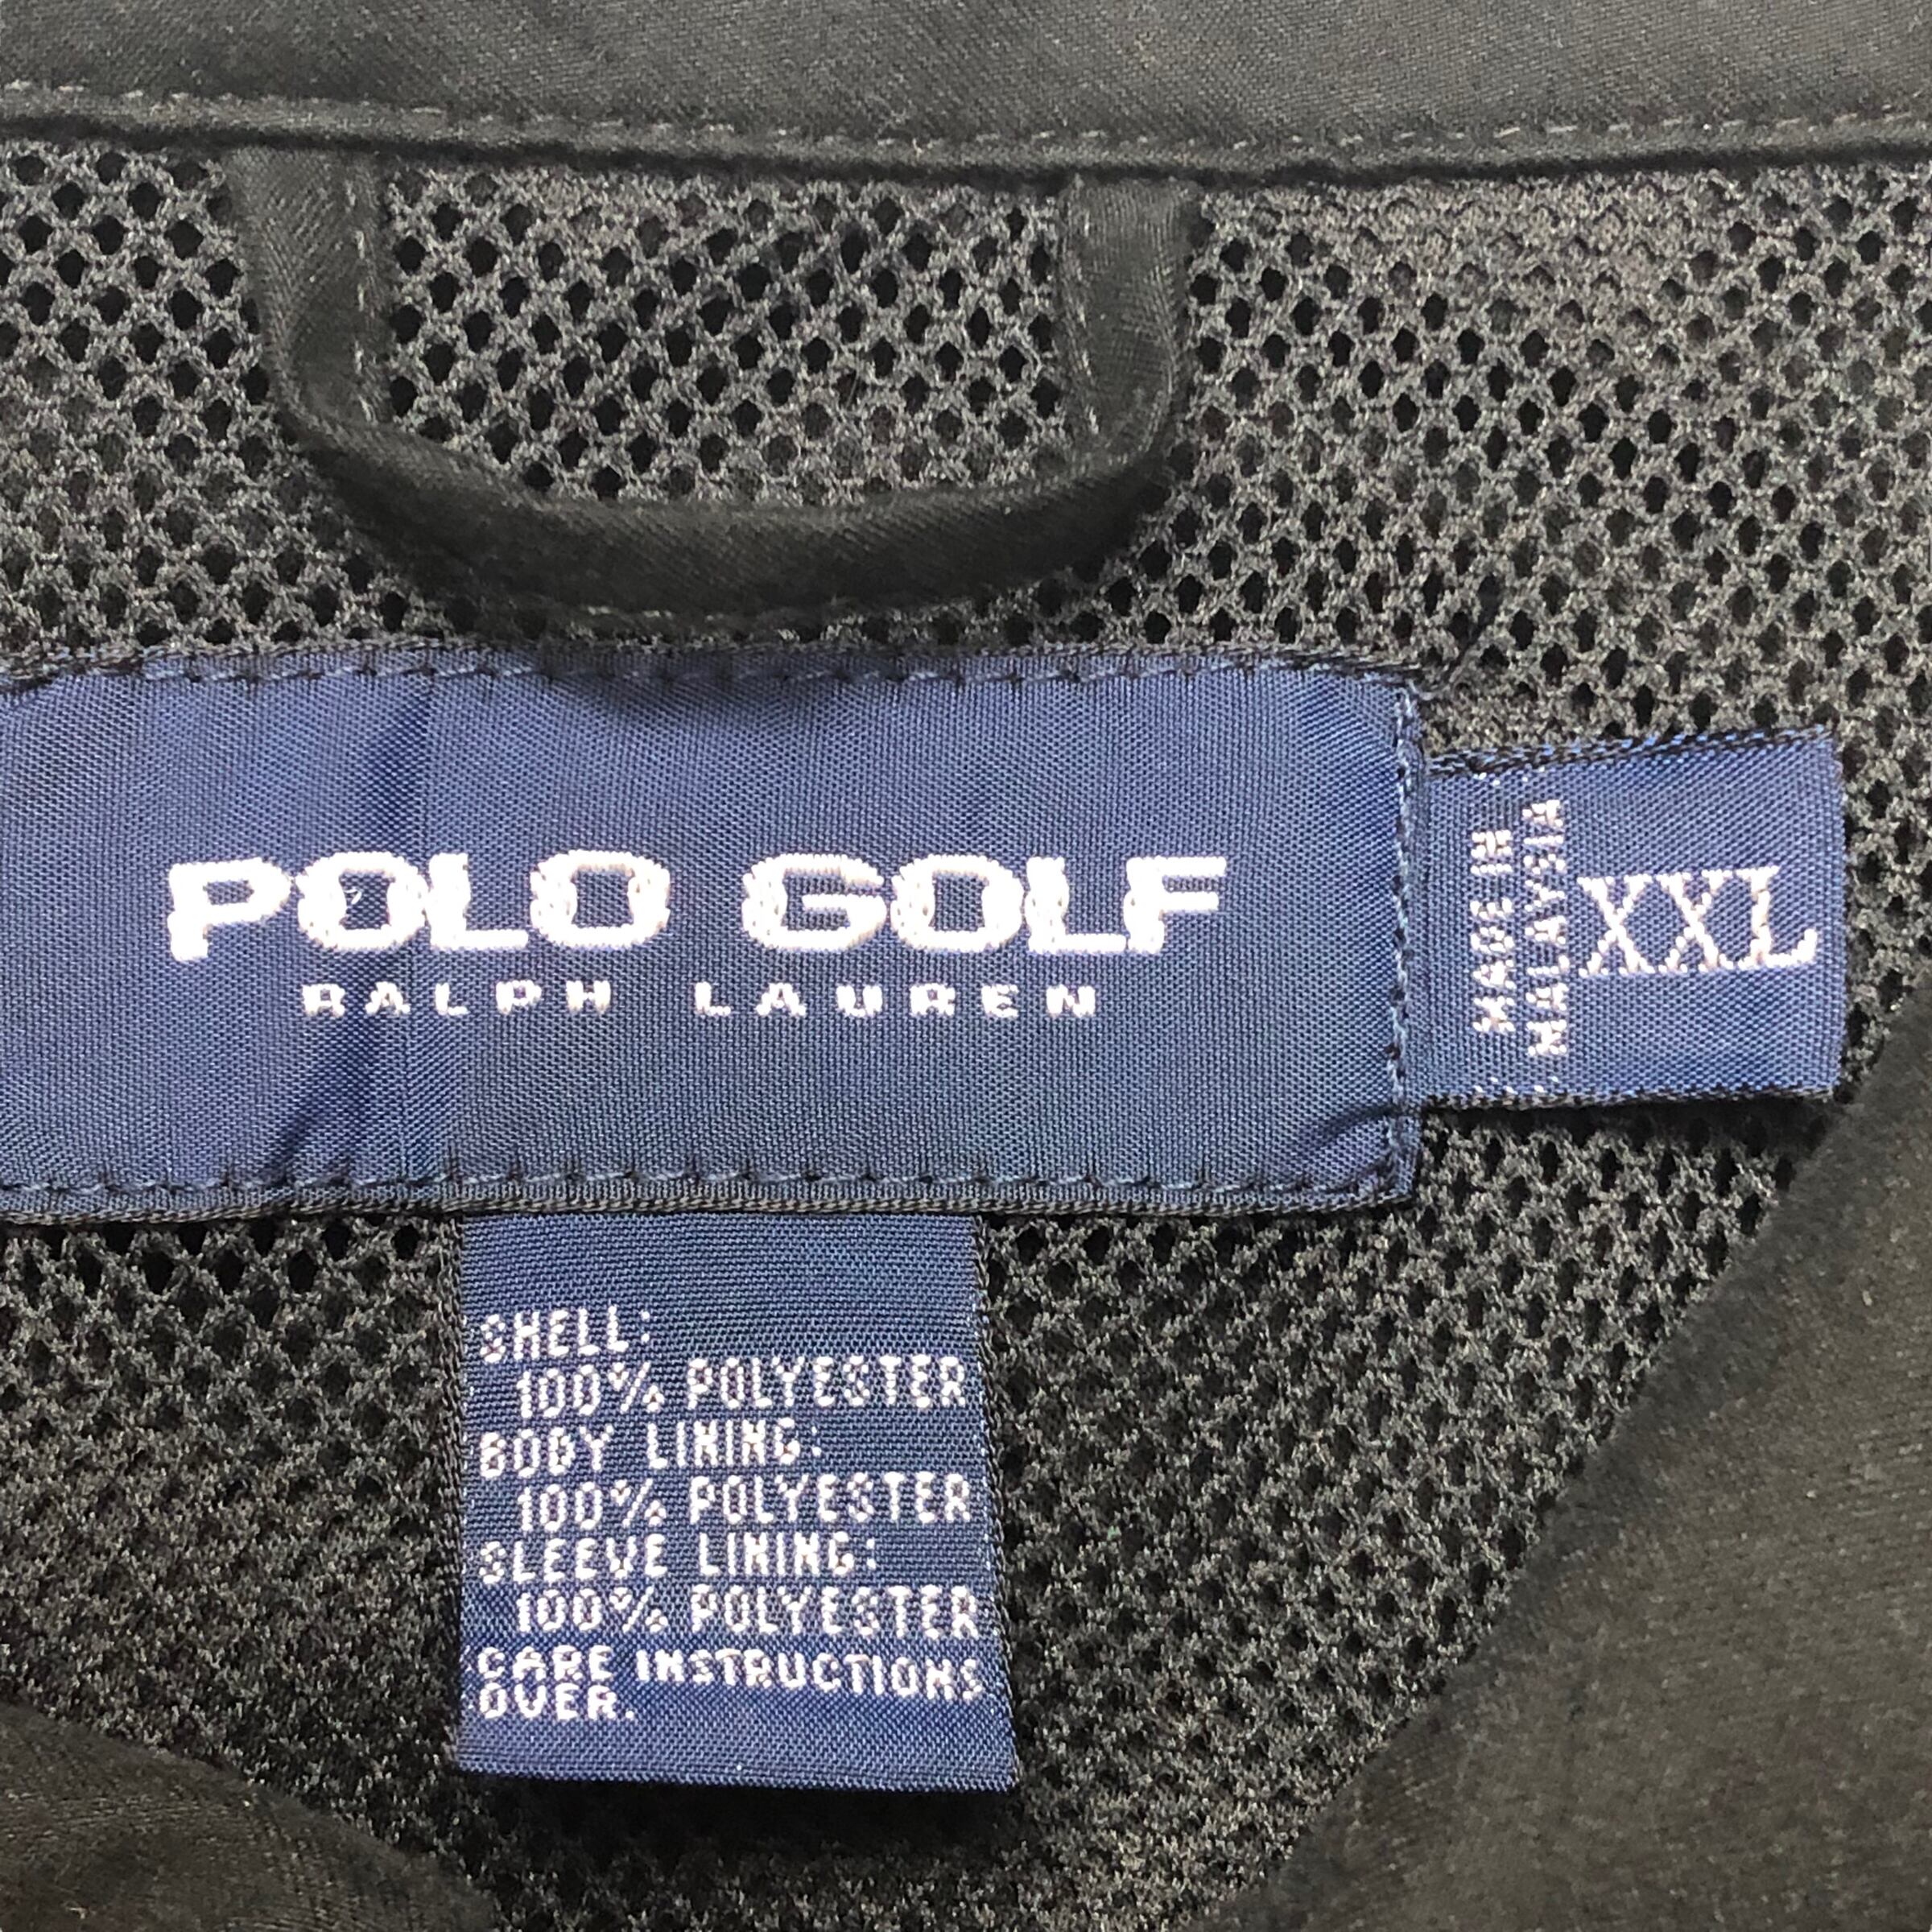 POLO GOLF
RALPH LAUREN
MADE IN
MALAYSIA
XXL
SHELL:
100% POLYESTER
BODY LINING:
100% POLYESTER
SLEEVE LINING:
100% POLYESTER
CARE INSTRUCTIONS
OVER.